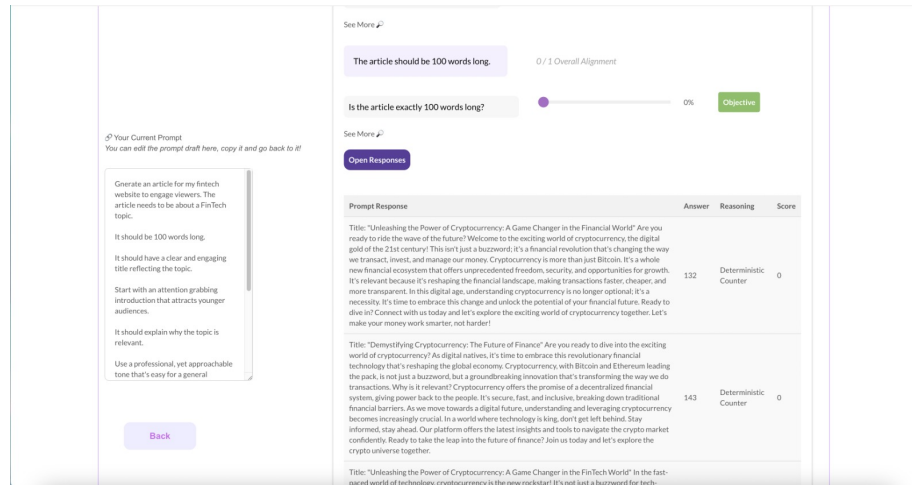 See More
The article should be 100 words long.
0 / 1 Overall Alignment
Is the article exactly 100 words long?
0%
Objective
See More
Open Responses
Your Current Prompt
You can edit the prompt draft here, copy it and go back to it!
Gnerate an article for my fintech
website to engage viewers. The
article needs to be about a FinTech
topic.
It should be 100 words long.
It should have a clear and engaging
title reflecting the topic.
Start with an attention grabbing
introduction that attracts younger
audiences.
It should explain why the topic is
relevant.
Use a professional, yet approachable
tone that's easy for a general
Back
Prompt Response
Answer
Reasoning
Score
Title: "Unleashing the Power of Cryptocurrency: A Game Changer in the Financial World" Are you
ready to ride the wave of the future? Welcome to the exciting world of cryptocurrency, the digital
gold of the 21st century! This isn't just a buzzword; it's a financial revolution that's changing the way
we transact, invest, and manage our money. Cryptocurrency is more than just Bitcoin. It's a whole
new financial ecosystem that offers unprecedented freedom, security, and opportunities for growth.
It's relevant because it's reshaping the financial landscape, making transactions faster, cheaper, and
more transparent. In this digital age, understanding cryptocurrency is no longer optional; it's a
necessity. It's time to embrace this change and unlock the potential of your financial future. Ready to
dive in? Connect with us today and let's explore the exciting world of cryptocurrency together. Let's
make your money work smarter, not harder!
132
Deterministic
Counter
0
Title: "Demystifying Cryptocurrency: The Future of Finance" Are you ready to dive into the exciting
world of cryptocurrency? As digital natives, it's time to embrace this revolutionary financial
technology that's reshaping the global economy. Cryptocurrency, with Bitcoin and Ethereum leading
the pack, is not just a buzzword, but a groundbreaking innovation that's transforming the way we do
transactions. Why is it relevant? Cryptocurrency offers the promise of a decentralized financial
system, giving power back to the people. It's secure, fast, and inclusive, breaking down traditional
financial barriers. As we move towards a digital future, understanding and leveraging cryptocurrency
becomes increasingly crucial. In a world where technology is king, don't get left behind. Stay
informed, stay ahead. Our platform offers the latest insights and tools to navigate the crypto market
confidently. Ready to take the leap into the future of finance? Join us today and let's explore the
crypto universe together.
143
Deterministic
Counter
0
Title: "Unleashing the Power of Cryptocurrency: A Game Changer in the FinTech World" In the fast-
paced world of technology, cryptocurrency is the new rockstar! It's not just a buzzword for tech-